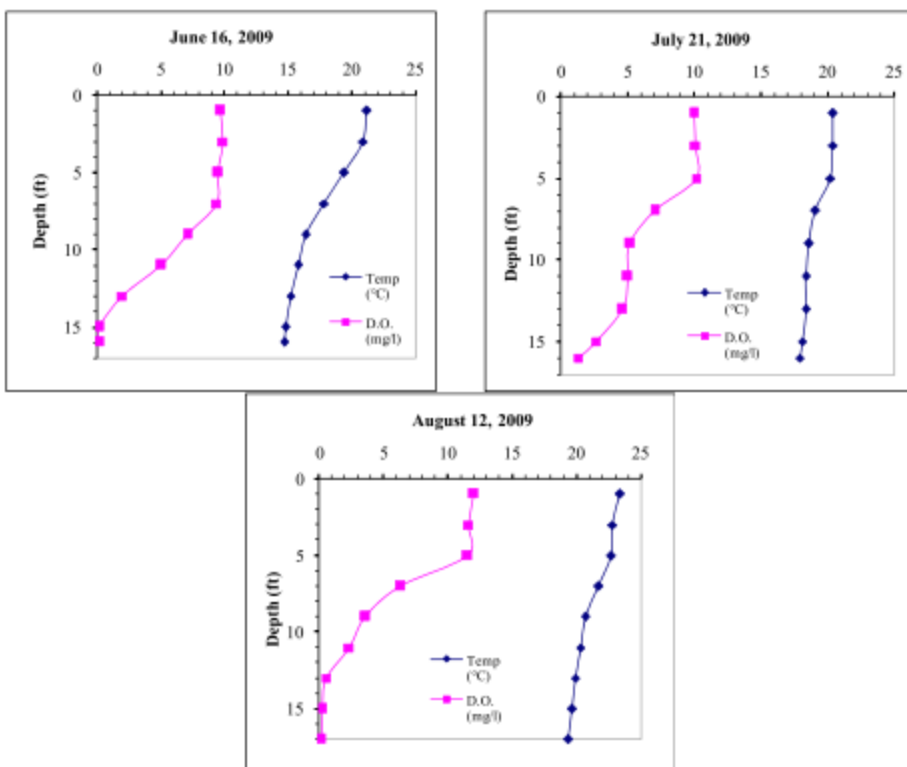 June 16, 2009
0 5 10 15 20 25
0
5
10
15
Depth (ft)
Temp
(°C)
D.O.
(mg/l)
July 21, 2009
0 5 10 15 20 25
0
5
10
15
Depth (ft)
Temp
(°C)
D.O.
(mg/l)
August 12, 2009
0 5 10 15 20 25
0
5
10
15
Depth (ft)
Temp
(°C)
D.O.
(mg/l)